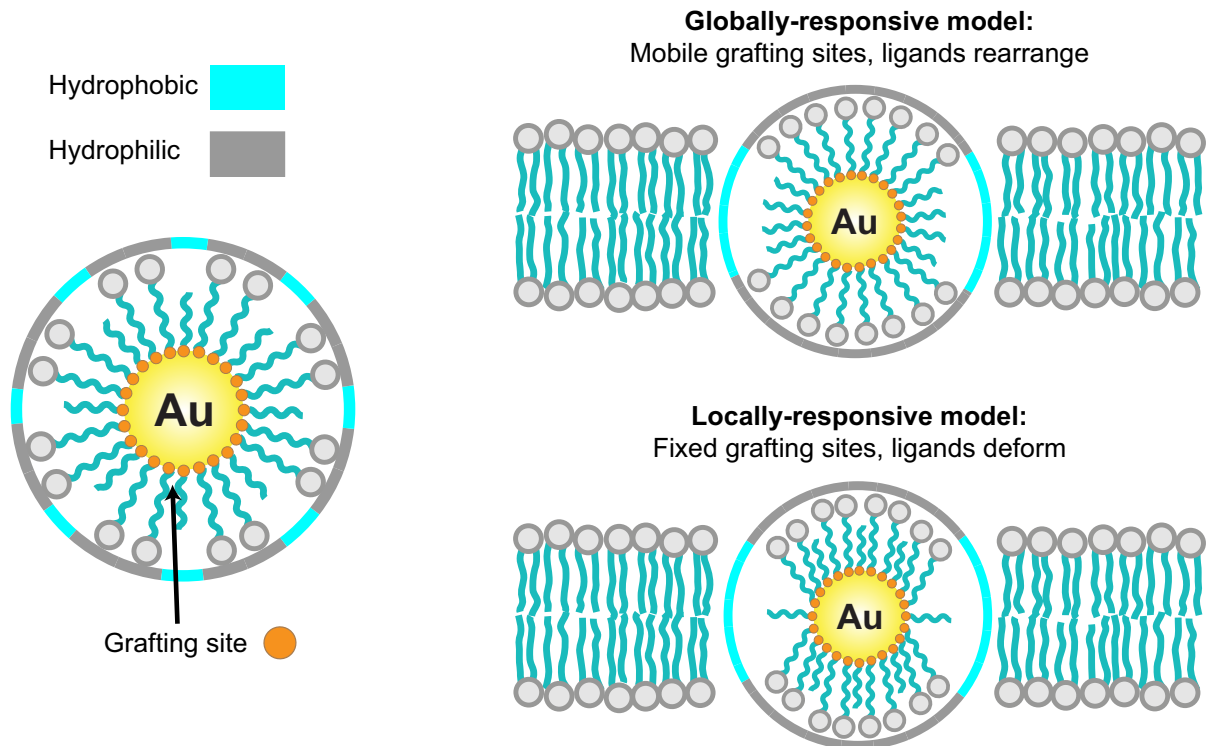 Hydrophobic
Hydrophilic
Au
Grafting site
Globally-responsive model:
Mobile grafting sites, ligands rearrange
Au
Locally-responsive model:
Fixed grafting sites, ligands deform
Au